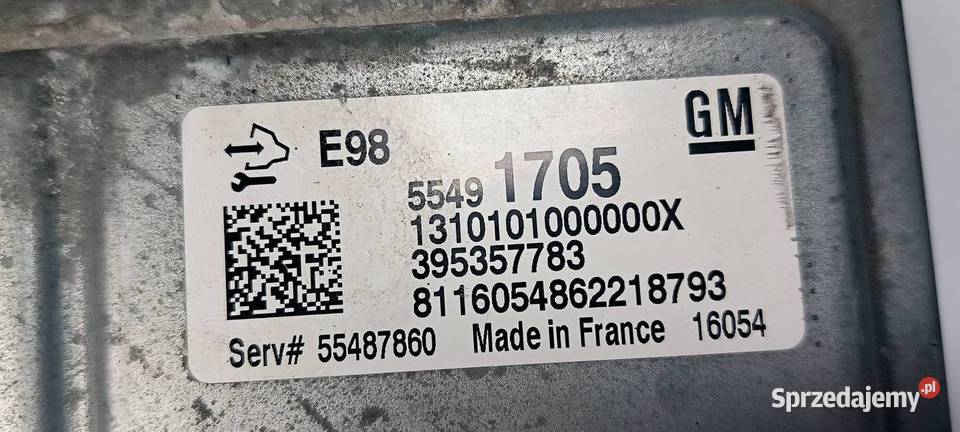 GM
E98
5549 1705
1310101000000X
395357783
8116054862218793
Serv# 55487860 Made in France 16054
Sprzedajemy.pl